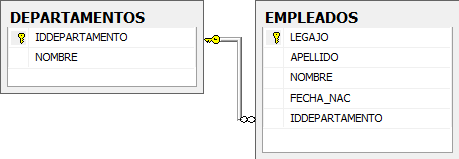 DEPARTAMENTOS
IDDEPARTAMENTO
NOMBRE
EMPLEADOS
LEGAJO
APELLIDO
NOMBRE
FECHA_NAC
IDDEPARTAMENTO